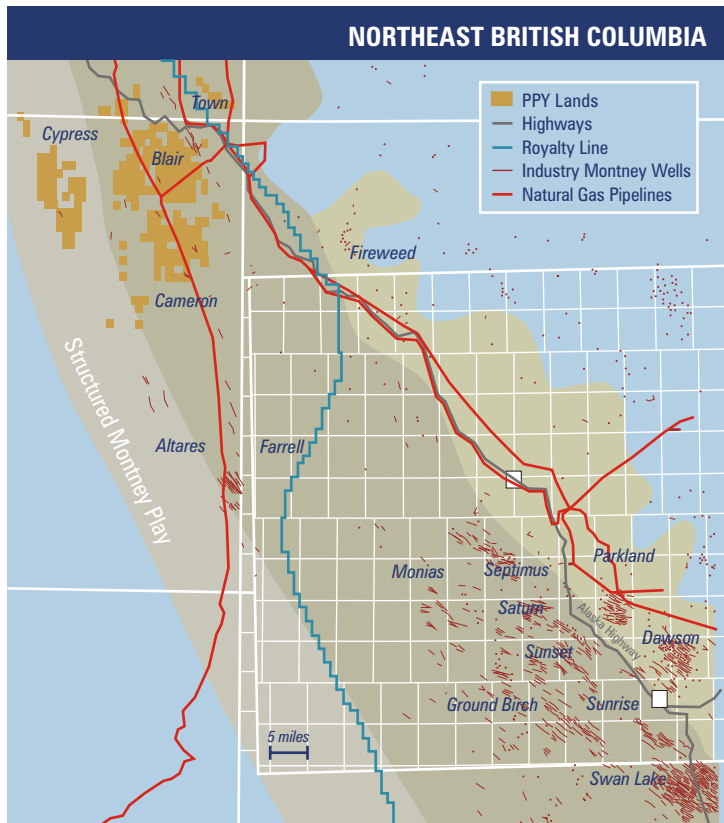 NORTHEAST BRITISH COLUMBIA
PPY Lands
Highways
Royalty Line
Industry Montney Wells
Natural Gas Pipelines
Town
Cypress
Blair
Fireweed
Cameron
Structured Montney Play
Altares
Farrell
Monias
Septimus
Parkland
Saturn
Alaska Highway
Dawson
Sunset
Ground Birch
Sunrise
5 miles
Swan Lake